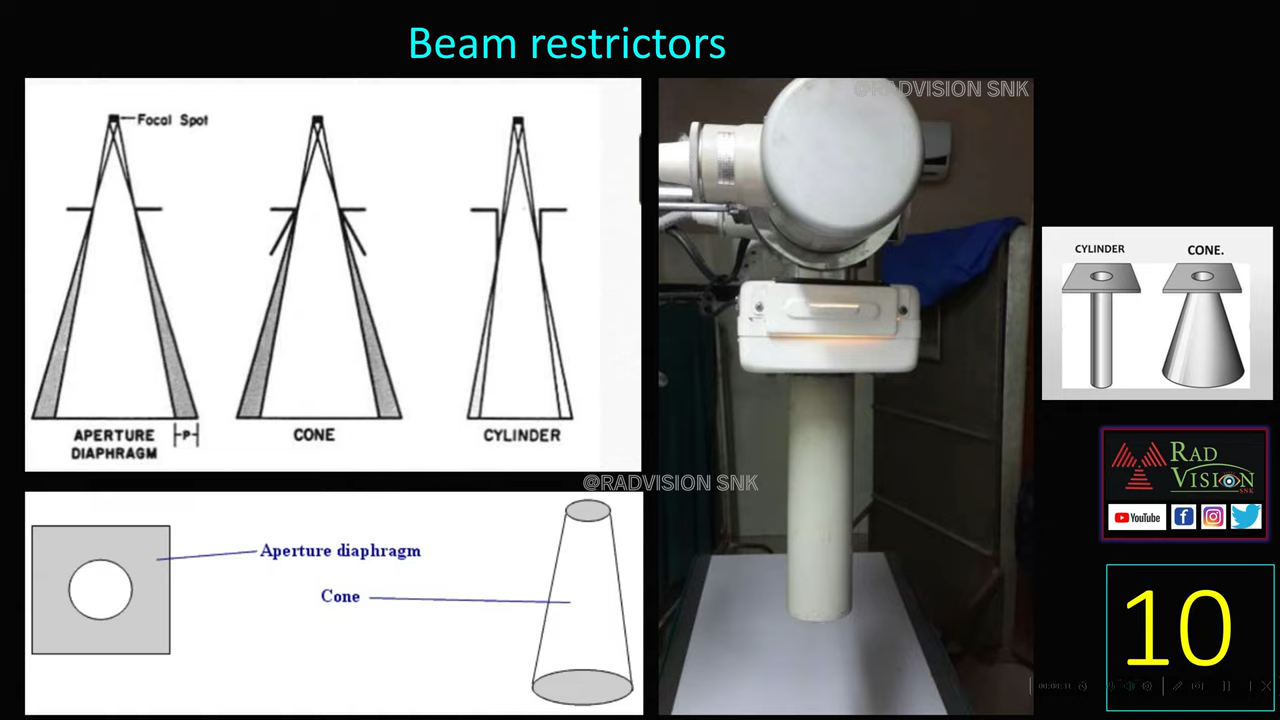 Beam restrictors
@RADVISION SNK
Focal Spot
APERTURE
DIAPHRAGM
P
CONE
CYLINDER
CYLINDER
CONE.
@RADVISION SNK
Aperture diaphragm
Cone
RAD
VISION
SNK
YouTube
10